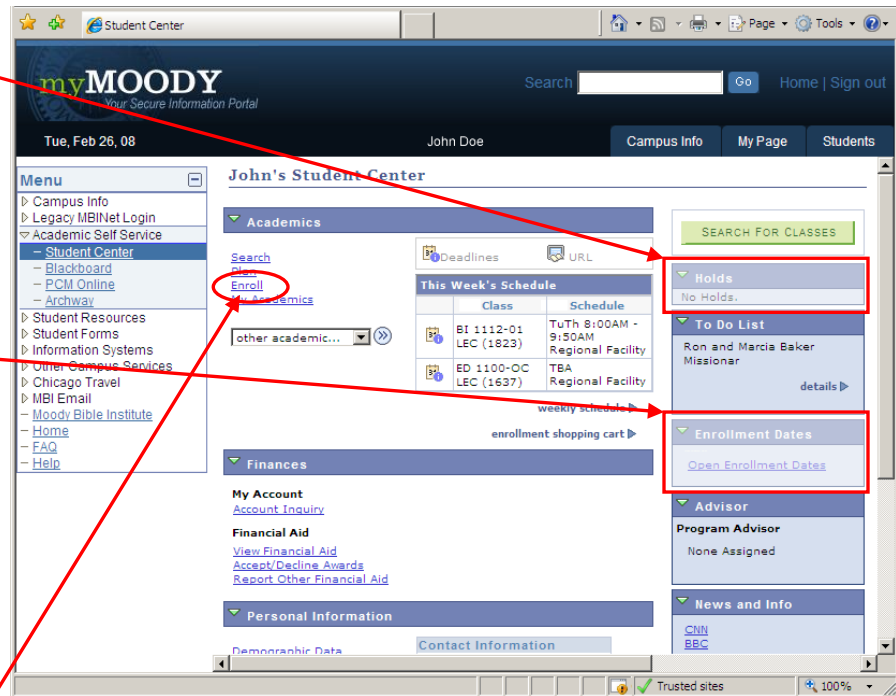 Student Center
Page
Tools
myMOODY
Your Secure Information Portal
Search
Go
Home | Sign out
Tue, Feb 26, 08
John Doe
Campus Info
My Page
Students
Menu
Campus Info
Legacy MBINet Login
Academic Self Service
– Student Center
– Blackboard
– PCM Online
– Archway
Student Resources
Student Forms
Information Systems
Other Campus Services
Chicago Travel
MBI Email
– Moody Bible Institute
– Home
– FAQ
– Help
John's Student Center
Academics
Search
Plan
Enroll
My Academics
other academic...
Deadlines
URL
This Week's Schedule
Class Schedule
BI 1112-01
LEC (1823)
TuTh 8:00AM -
9:50AM
Regional Facility
ED 1100-OC
LEC (1637)
TBA
Regional Facility
weekly schedule
enrollment shopping cart
Finances
My Account
Account Inquiry
Financial Aid
View Financial Aid
Accept/Decline Awards
Report Other Financial Aid
Personal Information
Demographic Data
Contact Information
SEARCH FOR CLASSES
Holds
No Holds.
To Do List
Ron and Marcia Baker
Missionar
details
Enrollment Dates
Open Enrollment Dates
Advisor
Program Advisor
None Assigned
News and Info
CNN
BBC
Trusted sites
100%